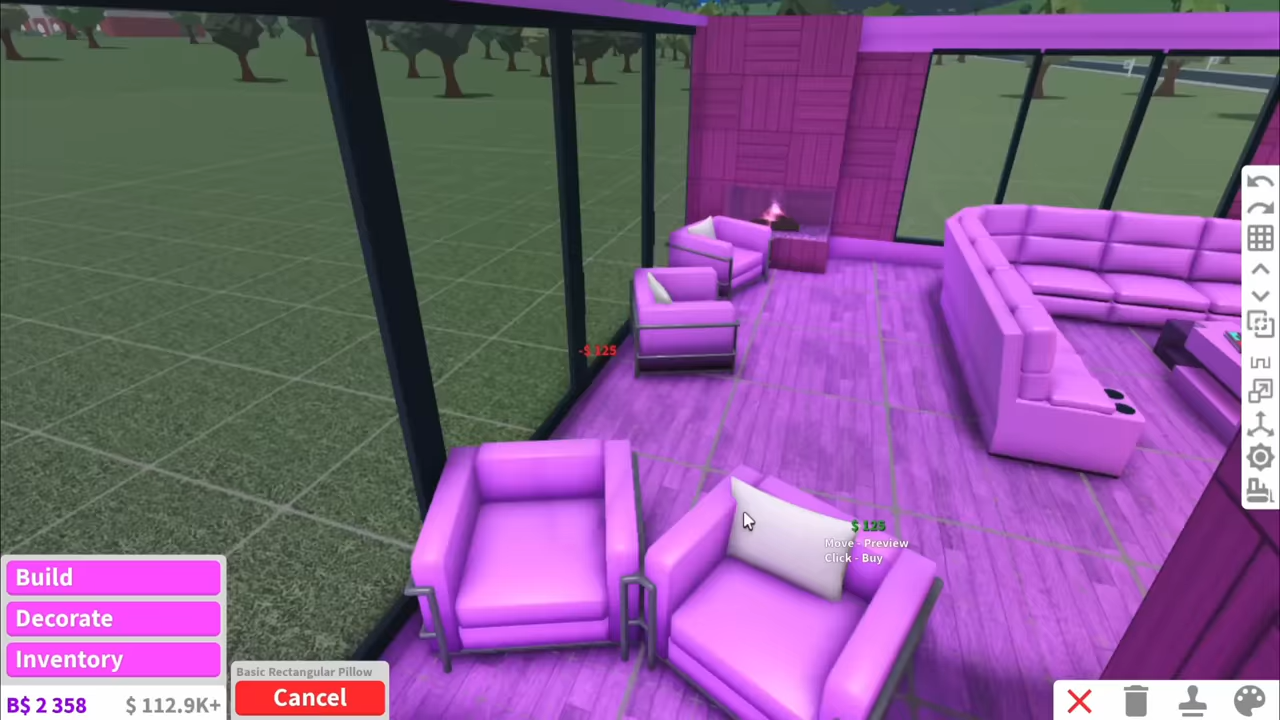 -$ 125
$ 125
Move - Preview
Click - Buy
Build
Decorate
Inventory
B$ 2 358
$ 112.9K+
Basic Rectangular Pillow
Cancel